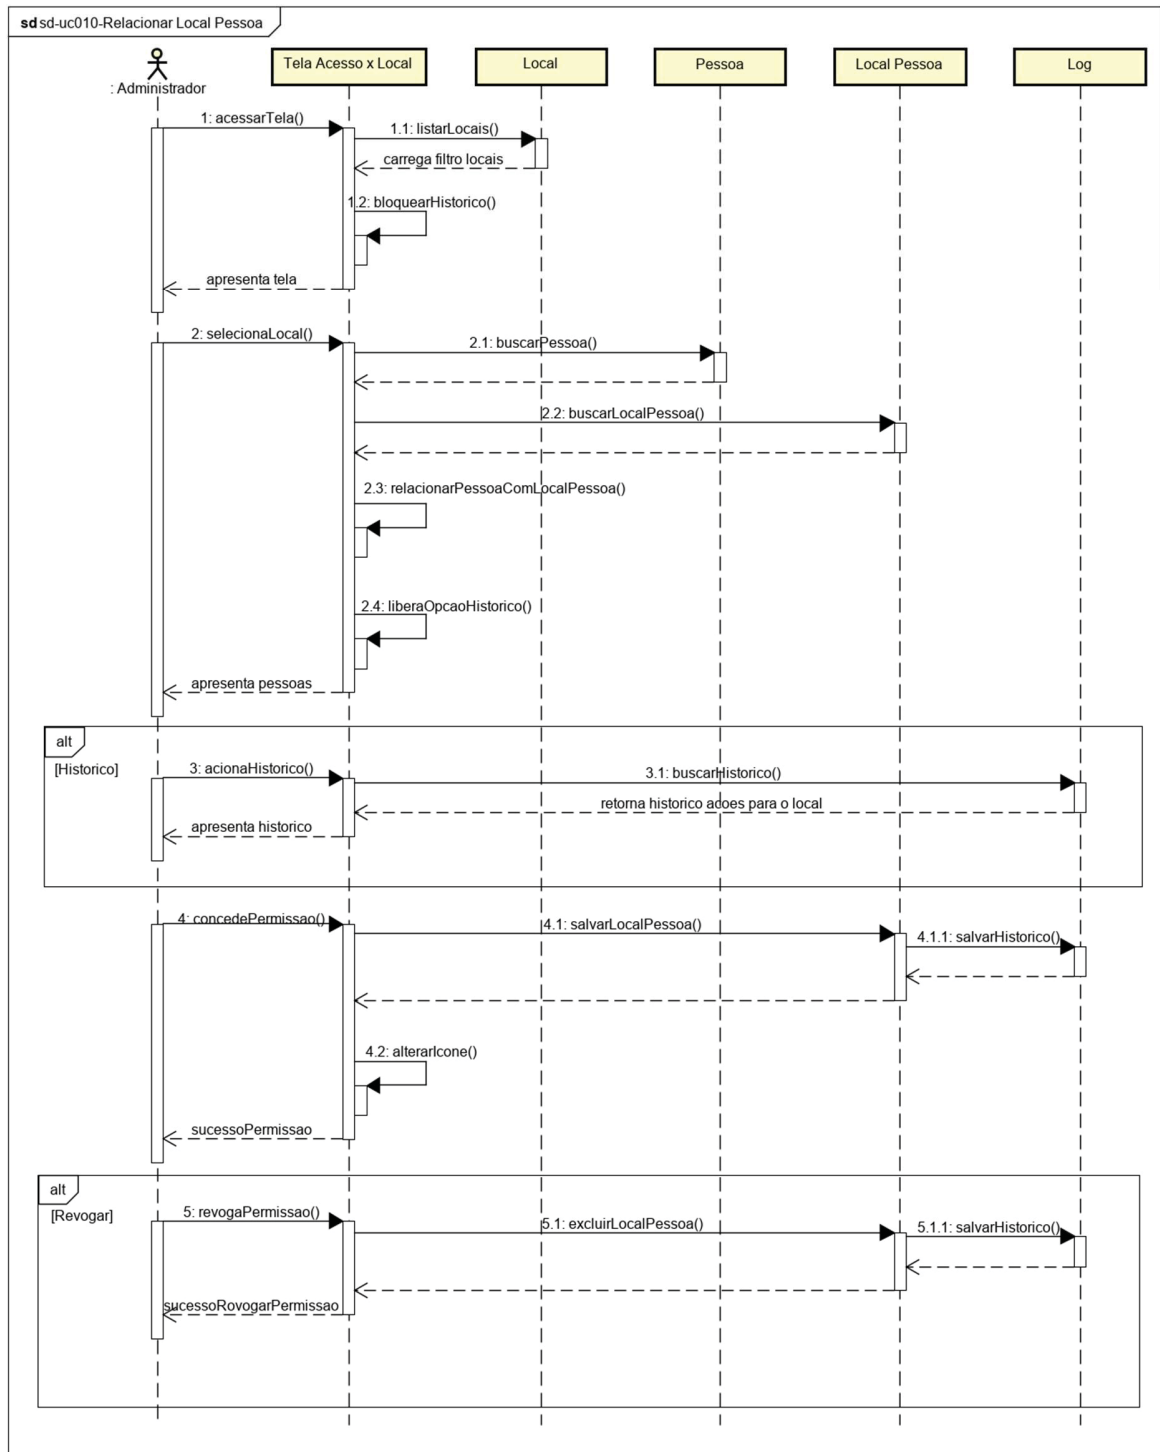 sd sd-uc010-Relacionar Local Pessoa
: Administrador
Tela Acesso x Local
Local
Pessoa
Local Pessoa
Log
1: acessarTela()
1.1: listarLocais()
carrega filtro locais
1.2: bloquearHistorico()
apresenta tela
2: selecionaLocal()
2.1: buscarPessoa()
2.2: buscarLocalPessoa()
2.3: relacionarPessoaComLocalPessoa()
2.4: liberaOpcaoHistorico()
apresenta pessoas
alt
[Historico]
3: acionaHistorico()
3.1: buscarHistorico()
retorna historico acoes para o local
apresenta historico
4: concedePermissao()
4.1: salvarLocalPessoa()
4.1.1: salvarHistorico()
4.2: alterarIcone()
sucessoPermissao
alt
[Revogar]
5: revogaPermissao()
5.1: excluirLocalPessoa()
5.1.1: salvarHistorico()
sucessoRovogarPermissao